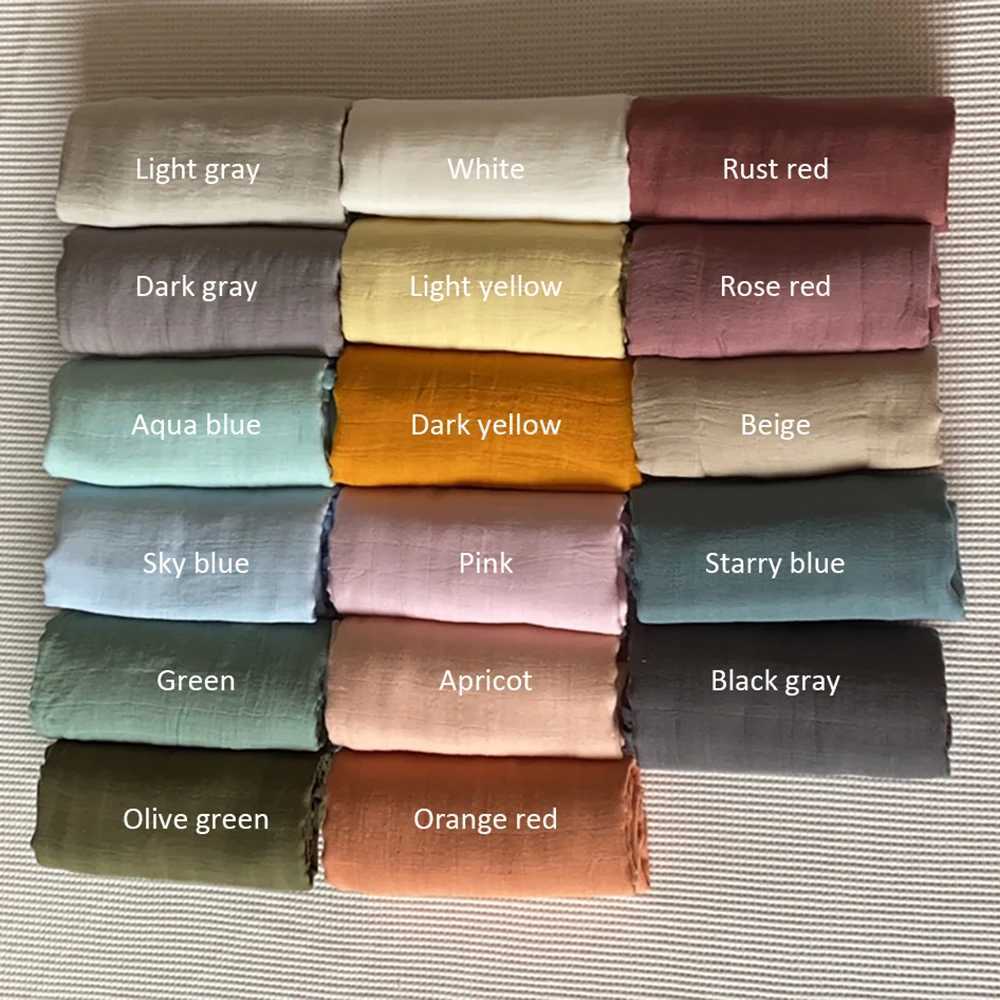 Light gray
White
Rust red
Dark gray
Light yellow
Rose red
Aqua blue
Dark yellow
Beige
Sky blue
Pink
Starry blue
Green
Apricot
Black gray
Olive green
Orange red